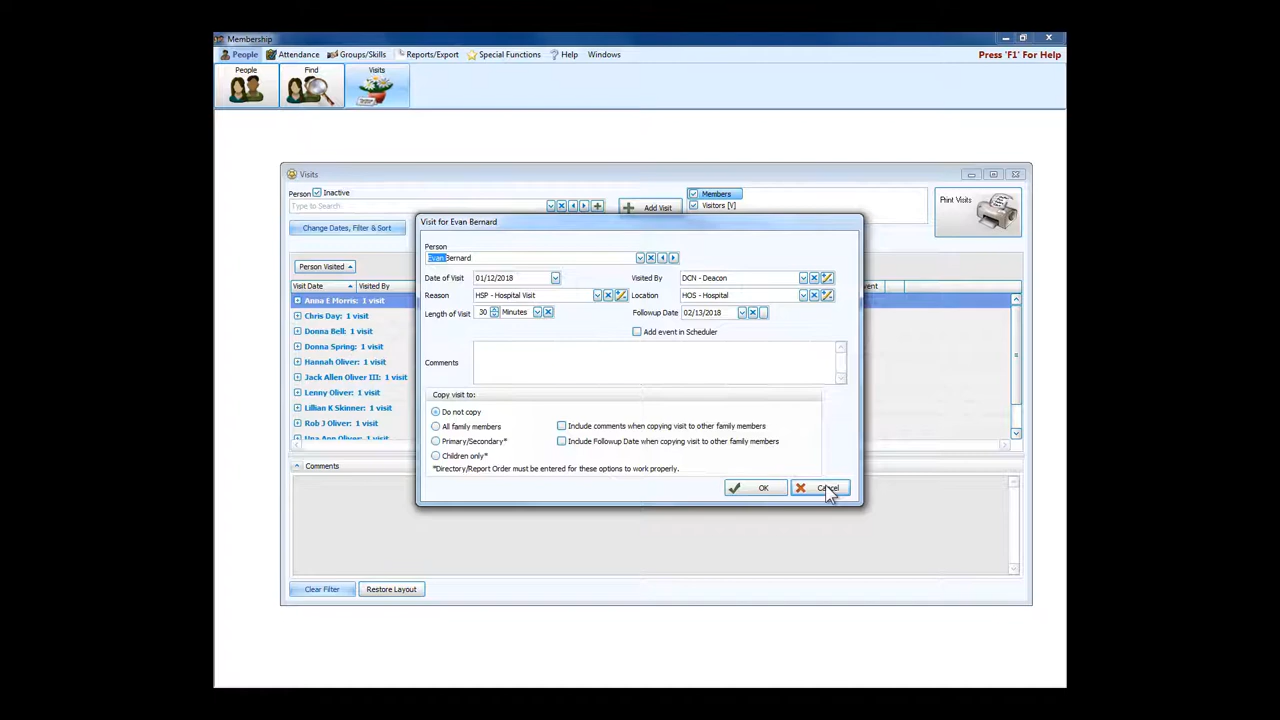 Membership
People Attendance Groups/Skills Reports/Export Special Functions Help Windows Press 'F1' For Help
People Find Visits
Visits
Person Inactive Members
Type to Search Add Visit Visitors [V] Print Visits
Change Dates, Filter & Sort
Visit for Evan Bernard
Person
Evan Bernard
Person Visited
Date of Visit 01/12/2018 Visited By DCN - Deacon
Visit Date Visited By
Reason HSP - Hospital Visit Location HOS - Hospital
Anna E Morris: 1 visit
Length of Visit 30 Minutes Followup Date 02/13/2018
Chris Day: 1 visit
Donna Bell: 1 visit Add event in Scheduler
Donna Spring: 1 visit
Hannah Oliver: 1 visit Comments
Jack Allen Oliver III: 1 visit
Lenny Oliver: 1 visit Copy visit to:
Lillian K Skinner: 1 visit Do not copy
Rob J Oliver: 1 visit All family members Include comments when copying visit to other family members
Una Ann Oliver: 1 visit Primary/Secondary* Include Followup Date when copying visit to other family members
Children only*
Comments *Directory/Report Order must be entered for these options to work properly.
OK Cancel
Clear Filter Restore Layout